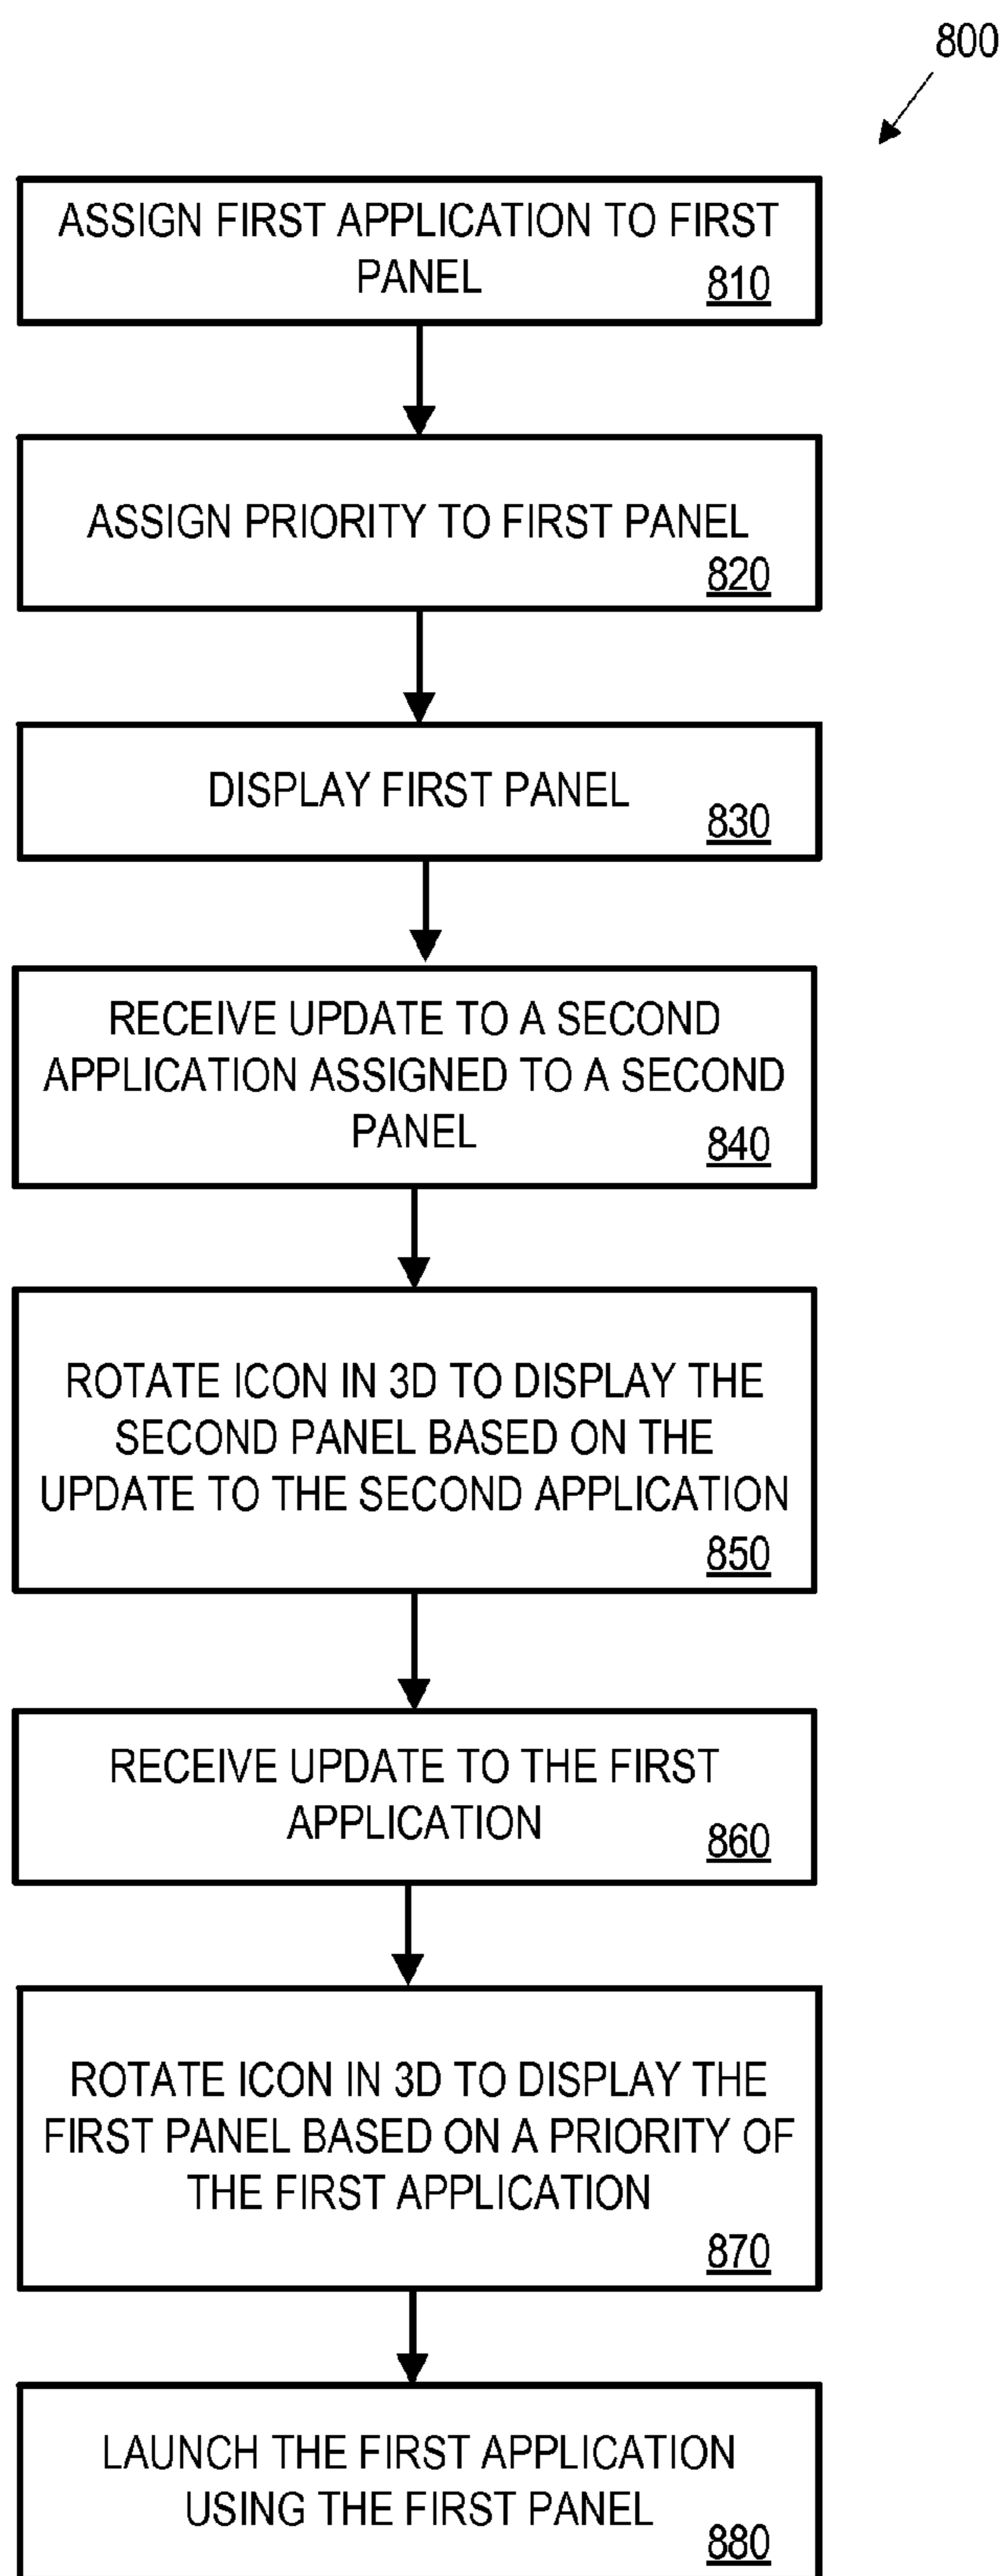 800
ASSIGN FIRST APPLICATION TO FIRST
PANEL
810
ASSIGN PRIORITY TO FIRST PANEL
820
DISPLAY FIRST PANEL
830
RECEIVE UPDATE TO A SECOND
APPLICATION ASSIGNED TO A SECOND
PANEL
840
ROTATE ICON IN 3D TO DISPLAY THE
SECOND PANEL BASED ON THE
UPDATE TO THE SECOND APPLICATION
850
RECEIVE UPDATE TO THE FIRST
APPLICATION
860
ROTATE ICON IN 3D TO DISPLAY THE
FIRST PANEL BASED ON A PRIORITY OF
THE FIRST APPLICATION
870
LAUNCH THE FIRST APPLICATION
USING THE FIRST PANEL
880